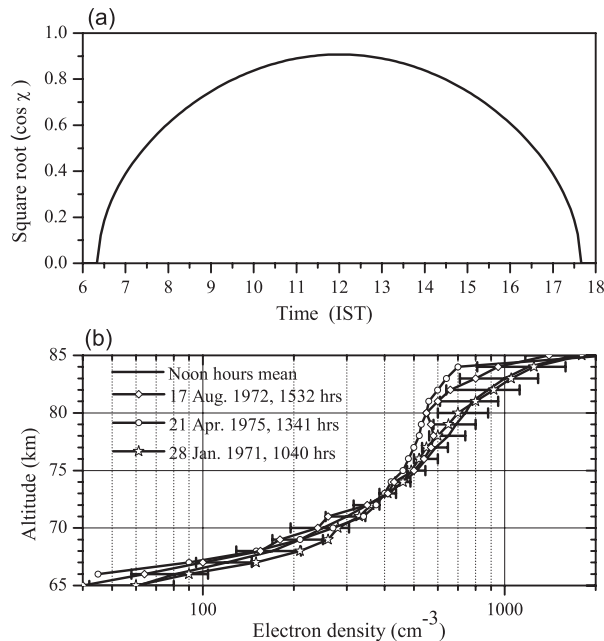 (a)
1.0
0.8
0.6
0.4
0.2
0.0
Square root (cos χ)
6 7 8 9 10 11 12 13 14 15 16 17 18
Time (IST)
(b)
85
80
75
70
65
Altitude (km)
Noon hours mean
17 Aug. 1972, 1532 hrs
21 Apr. 1975, 1341 hrs
28 Jan. 1971, 1040 hrs
100 1000
Electron density (cm⁻³)